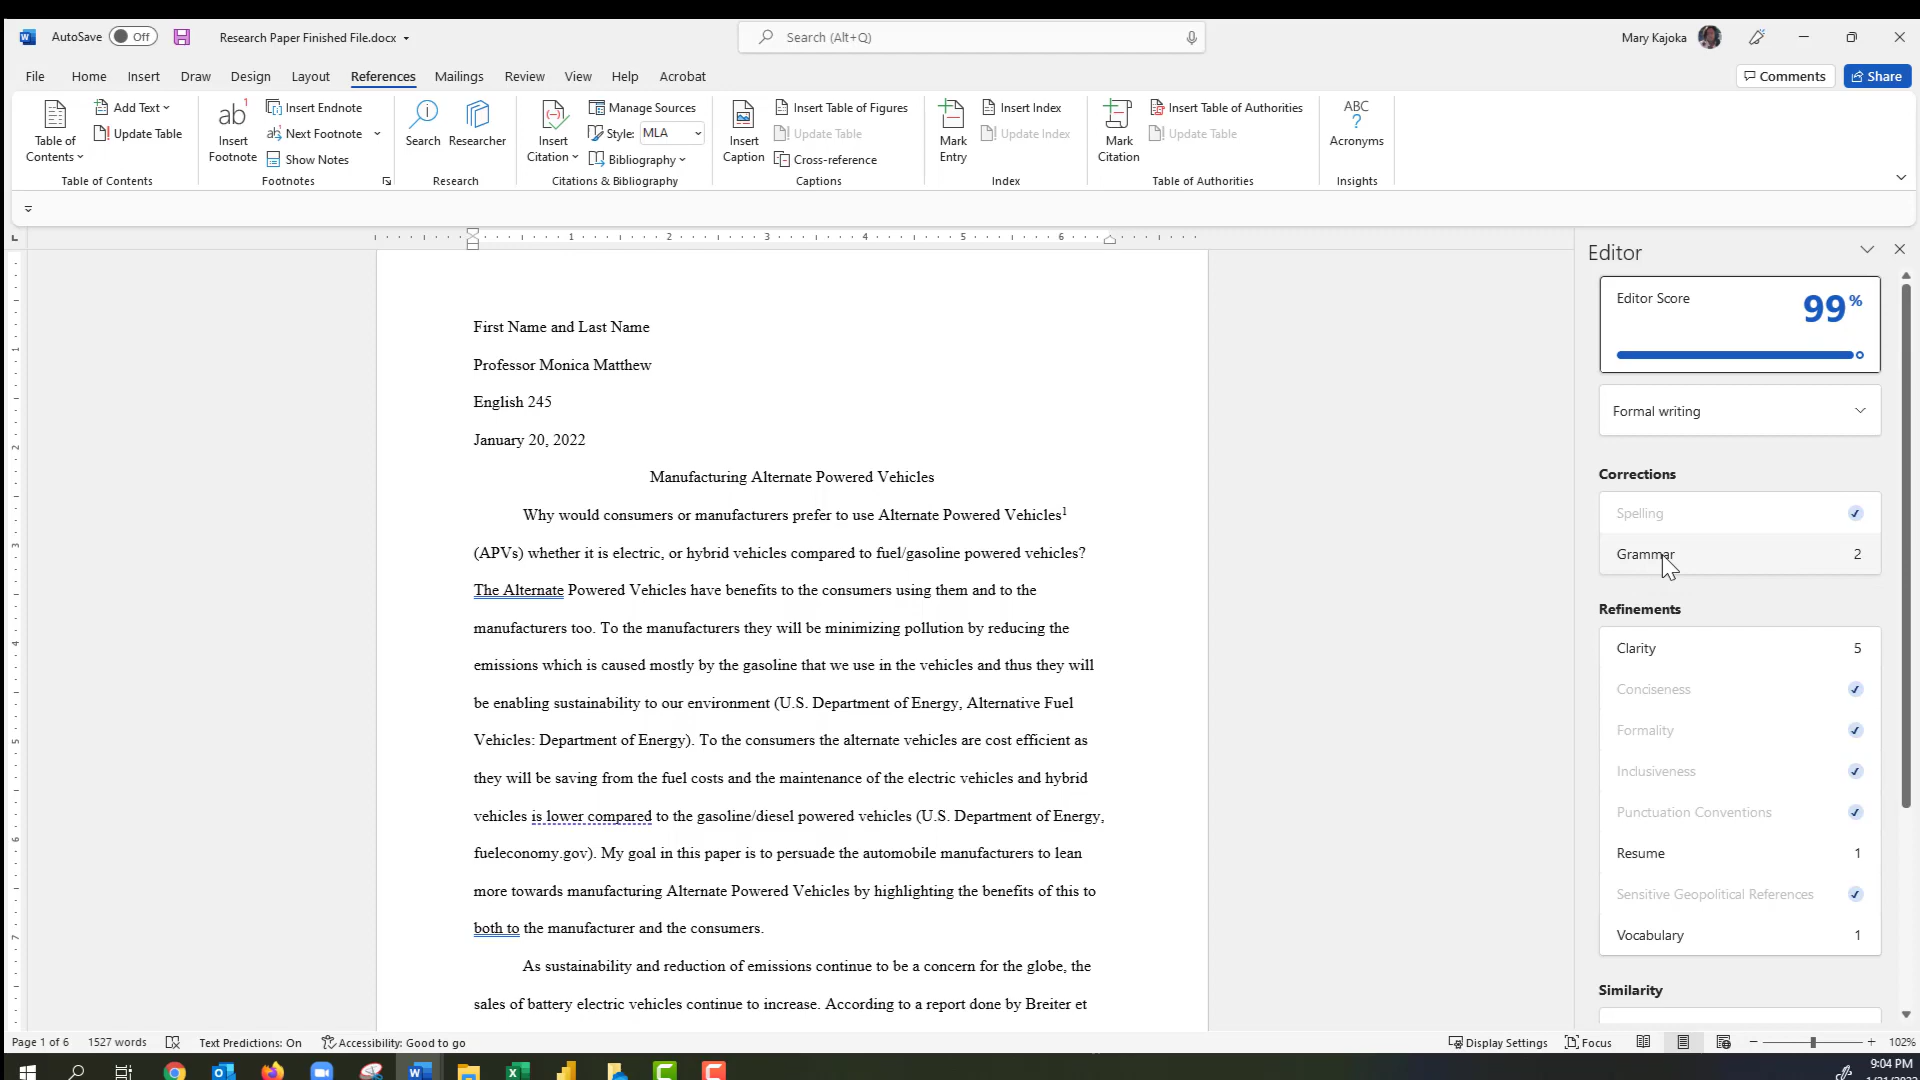 AutoSave Off Research Paper Finished File.docx Search (Alt+Q) Mary Kajoka
File Home Insert Draw Design Layout References Mailings Review View Help Acrobat Comments Share
Table of Contents
Add Text
Update Table
Table of Contents
ab1
Insert Footnote
Insert Endnote
Next Footnote
Show Notes
Footnotes
Search
Researcher
Research
Insert Citation
Manage Sources
Style: MLA
Bibliography
Citations & Bibliography
Insert Caption
Insert Table of Figures
Update Table
Cross-reference
Captions
Mark Entry
Insert Index
Update Index
Index
Mark Citation
Insert Table of Authorities
Update Table
Table of Authorities
ABC ?
Acronyms
Insights
1 2 3 4 5 6
1
2
3
4
5
6
7
First Name and Last Name
Professor Monica Matthew
English 245
January 20, 2022
Manufacturing Alternate Powered Vehicles
Why would consumers or manufacturers prefer to use Alternate Powered Vehicles1
(APVs) whether it is electric, or hybrid vehicles compared to fuel/gasoline powered vehicles?
The Alternate Powered Vehicles have benefits to the consumers using them and to the
manufacturers too. To the manufacturers they will be minimizing pollution by reducing the
emissions which is caused mostly by the gasoline that we use in the vehicles and thus they will
be enabling sustainability to our environment (U.S. Department of Energy, Alternative Fuel
Vehicles: Department of Energy). To the consumers the alternate vehicles are cost efficient as
they will be saving from the fuel costs and the maintenance of the electric vehicles and hybrid
vehicles is lower compared to the gasoline/diesel powered vehicles (U.S. Department of Energy,
fueleconomy.gov). My goal in this paper is to persuade the automobile manufacturers to lean
more towards manufacturing Alternate Powered Vehicles by highlighting the benefits of this to
both to the manufacturer and the consumers.
As sustainability and reduction of emissions continue to be a concern for the globe, the
sales of battery electric vehicles continue to increase. According to a report done by Breiter et
Editor
Editor Score 99%
Formal writing
Corrections
Spelling
Grammar 2
Refinements
Clarity 5
Conciseness
Formality
Inclusiveness
Punctuation Conventions
Resume 1
Sensitive Geopolitical References
Vocabulary 1
Similarity
Page 1 of 6 1527 words Text Predictions: On Accessibility: Good to go Display Settings Focus 102%
9:04 PM